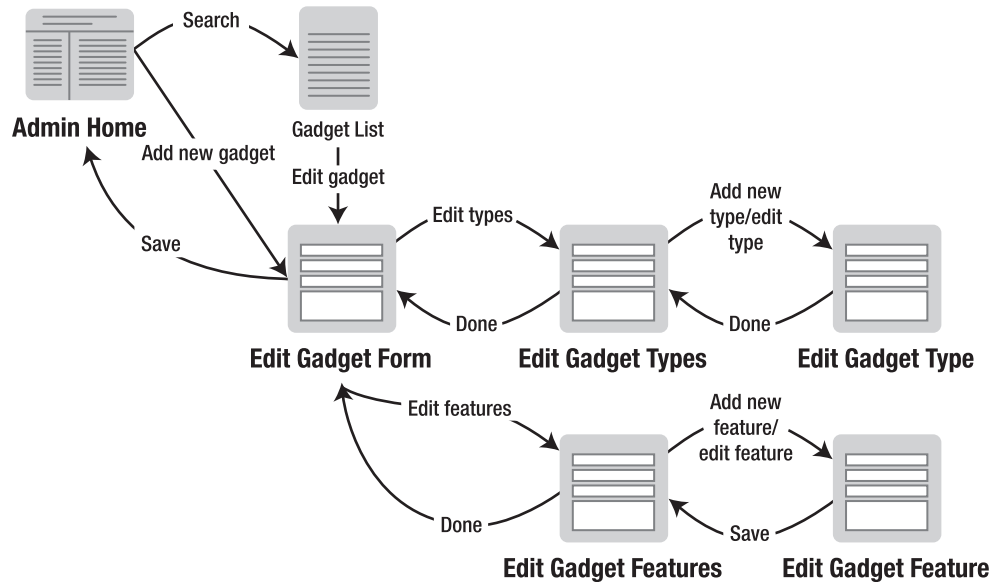 Search
Admin Home
Gadget List
Add new gadget
Edit gadget
Save
Edit types
Add new
type/edit
type
Done
Done
Edit Gadget Form
Edit Gadget Types
Edit Gadget Type
Edit features
Add new
feature/
edit feature
Done
Save
Edit Gadget Features
Edit Gadget Feature